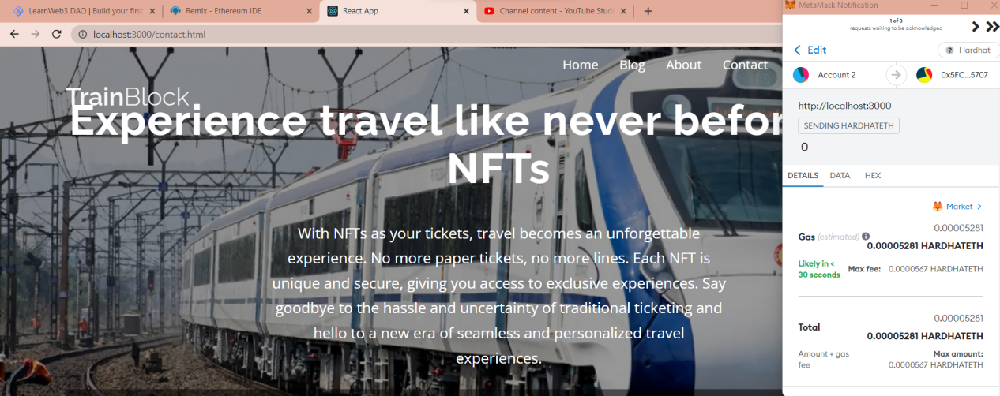 LearnWeb3 DAO | Build your first
Remix - Ethereum IDE
React App
Channel content - YouTube Studi
localhost:3000/contact.html
Home Blog About Contact
TrainBlock
Experience travel like never befor
NFTs
With NFTs as your tickets, travel becomes an unforgettable
experience. No more paper tickets, no more lines. Each NFT is
unique and secure, giving you access to exclusive experiences. Say
goodbye to the hassle and uncertainty of traditional ticketing and
hello to a new era of seamless and personalized travel
experiences.
MetaMask Notification
1 of 3
requests waiting to be acknowledged
Edit
Hardhat
Account 2
0x5FC...5707
http://localhost:3000
SENDING HARDHATETH
0
DETAILS DATA HEX
Market
0.00005281
Gas (estimated) 0.00005281 HARDHATETH
Likely in <
30 seconds
Max fee: 0.0000567 HARDHATETH
0.00005281
Total
0.00005281 HARDHATETH
Amount + gas
fee
Max amount:
0.0000567 HARDHATETH